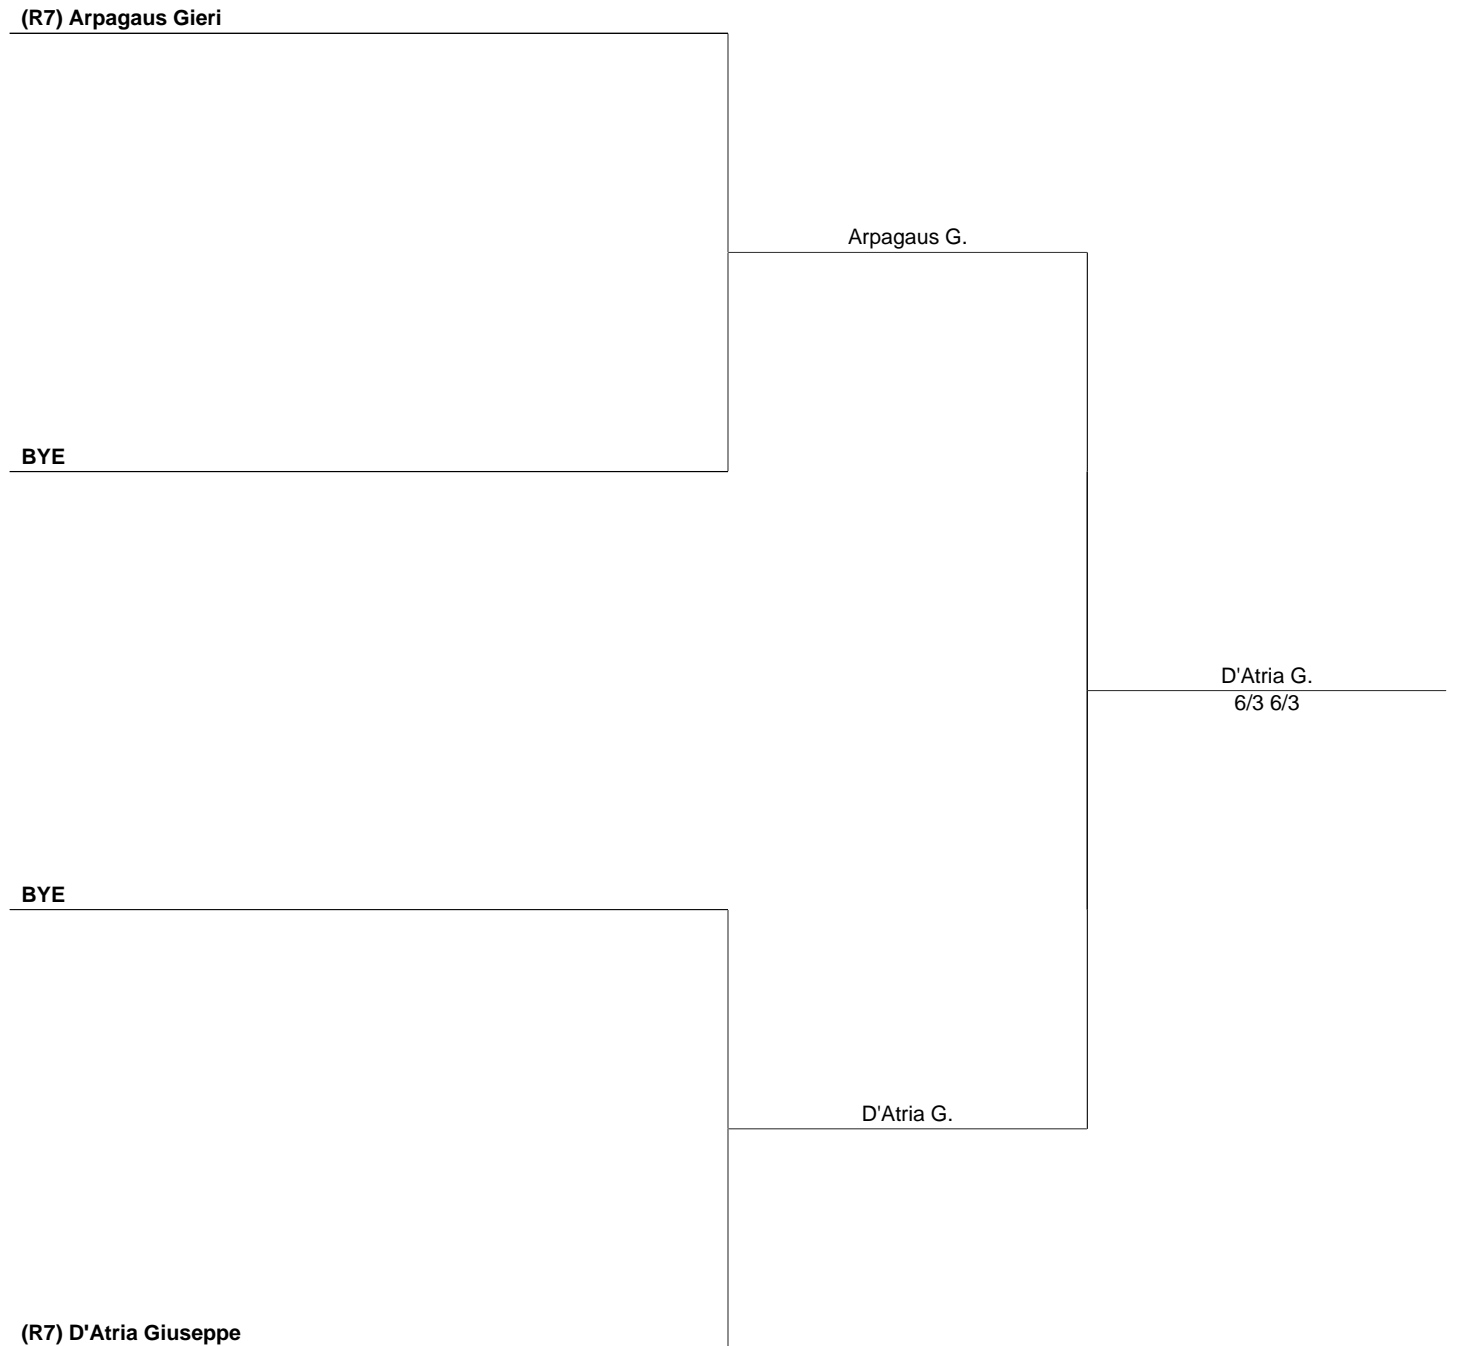 (R7) Arpagaus Gieri
Arpagaus G.
BYE
D'Atria G.
6/3 6/3
BYE
D'Atria G.
(R7) D'Atria Giuseppe